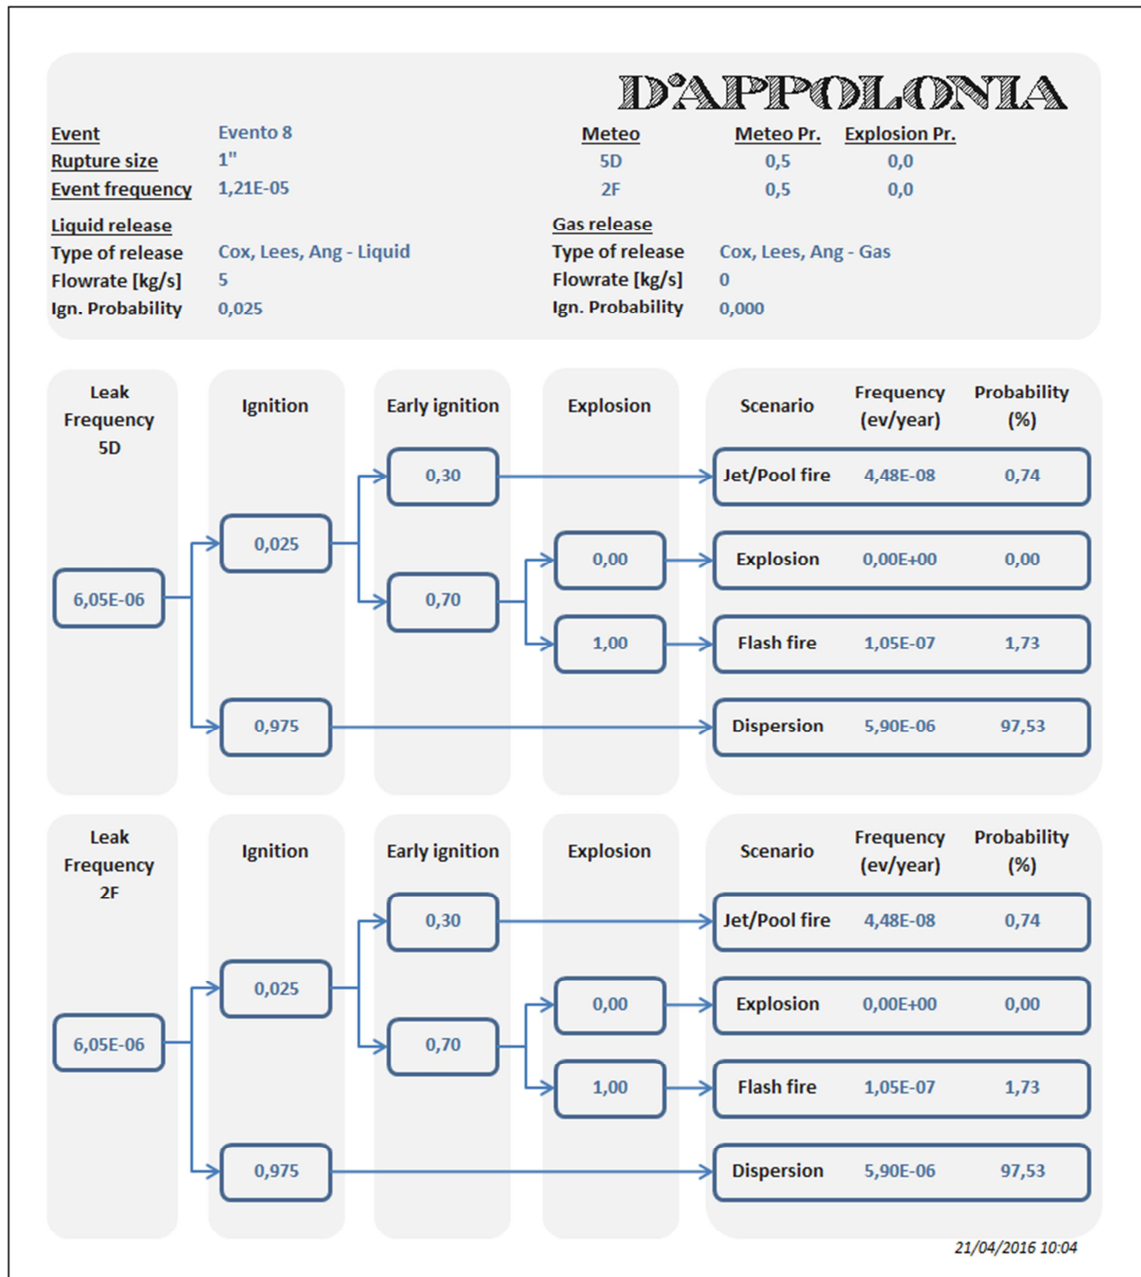 D'APPOLONIA
Event Evento 8 Meteo Meteo Pr. Explosion Pr.
Rupture size 1" 5D 0,5 0,0
Event frequency 1,21E-05 2F 0,5 0,0
Liquid release Gas release
Type of release Cox, Lees, Ang - Liquid Type of release Cox, Lees, Ang - Gas
Flowrate [kg/s] 5 Flowrate [kg/s] 0
Ign. Probability 0,025 Ign. Probability 0,000
Leak Frequency Probability
Frequency Ignition Early ignition Explosion Scenario (ev/year) (%)
5D
0,30 Jet/Pool fire 4,48E-08 0,74
0,025 0,00 Explosion 0,00E+00 0,00
6,05E-06 0,70
1,00 Flash fire 1,05E-07 1,73
0,975 Dispersion 5,90E-06 97,53
Leak Frequency Probability
Frequency Ignition Early ignition Explosion Scenario (ev/year) (%)
2F
0,30 Jet/Pool fire 4,48E-08 0,74
0,025 0,00 Explosion 0,00E+00 0,00
6,05E-06 0,70
1,00 Flash fire 1,05E-07 1,73
0,975 Dispersion 5,90E-06 97,53
21/04/2016 10:04